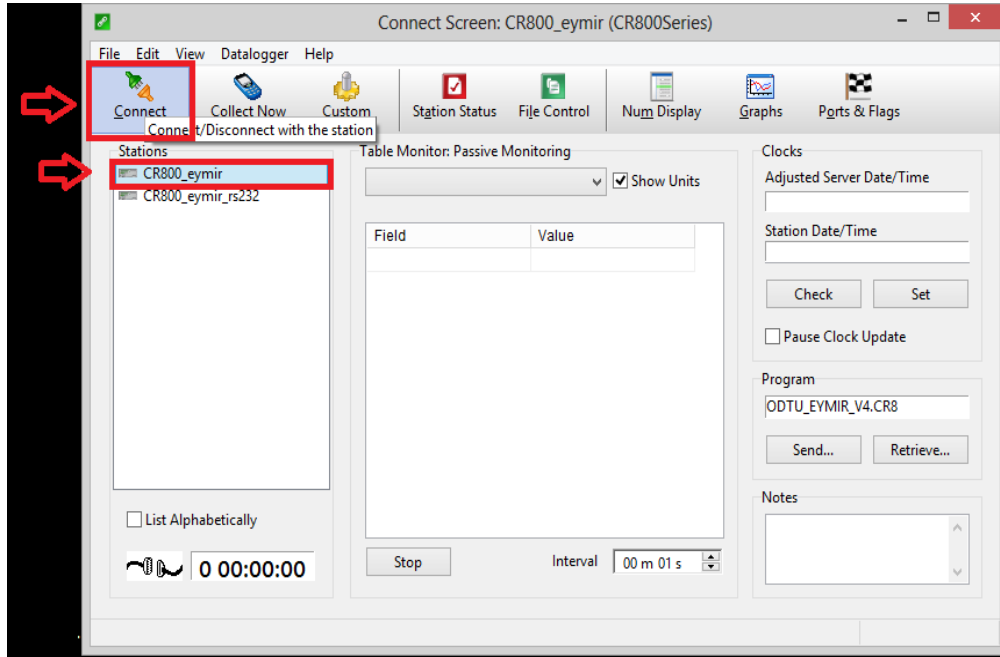 Connect Screen: CR800_eymir (CR800Series)
File Edit View Datalogger Help
Connect Collect Now Custom Station Status File Control Num Display Graphs Ports & Flags
Connect/Disconnect with the station
Stations
CR800_eymir
CR800_eymir_rs232
List Alphabetically
0 00:00:00
Table Monitor: Passive Monitoring
Show Units
Field Value
Stop Interval 00 m 01 s
Clocks
Adjusted Server Date/Time
Station Date/Time
Check Set
Pause Clock Update
Program
ODTU_EYMIR_V4.CR8
Send... Retrieve...
Notes